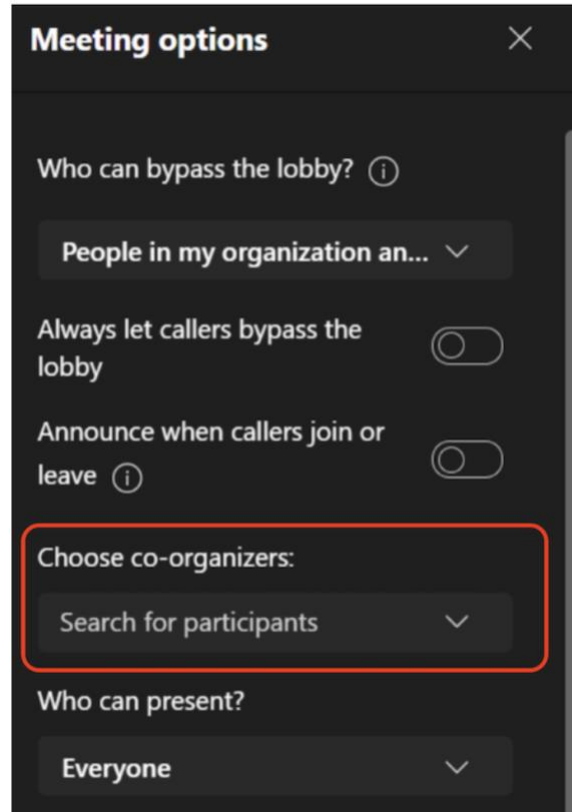 Meeting options
Who can bypass the lobby?
People in my organization an...
Always let callers bypass the
lobby
Announce when callers join or
leave
Choose co-organizers:
Search for participants
Who can present?
Everyone